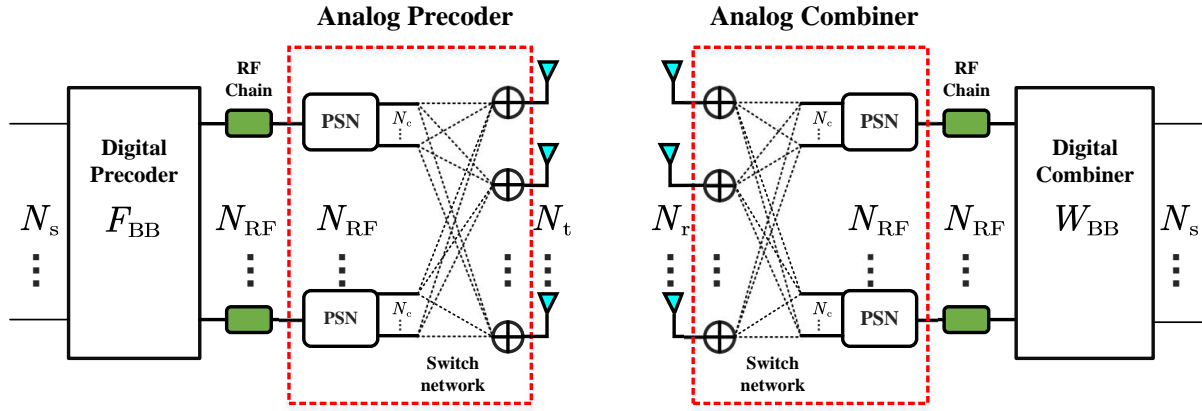 Analog Precoder
Analog Combiner
RF
Chain
RF
Chain
PSN
N_c
N_c
PSN
Digital
Precoder
F_BB
Digital
Combiner
W_BB
N_s
N_RF
N_RF
N_t
N_r
N_RF
N_RF
N_s
PSN
N_c
N_c
PSN
Switch
network
Switch
network